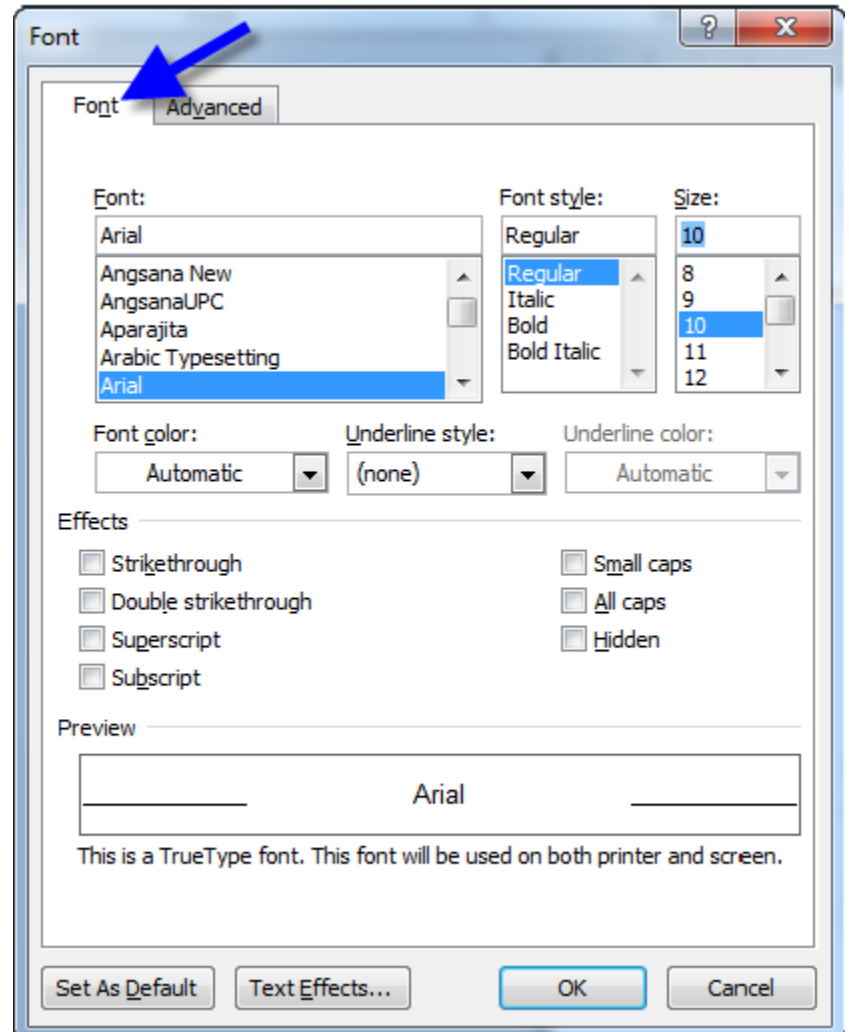 Font
?
Font Advanced
Font: Font style: Size:
Arial Regular 10
Angsana New Regular 8
AngsanaUPC Italic 9
Aparajita Bold 10
Arabic Typesetting Bold Italic 11
Arial 12
Font color: Underline style: Underline color:
Automatic (none) Automatic
Effects
Strikethrough Small caps
Double strikethrough All caps
Superscript Hidden
Subscript
Preview
Arial
This is a TrueType font. This font will be used on both printer and screen.
Set As Default Text Effects... OK Cancel